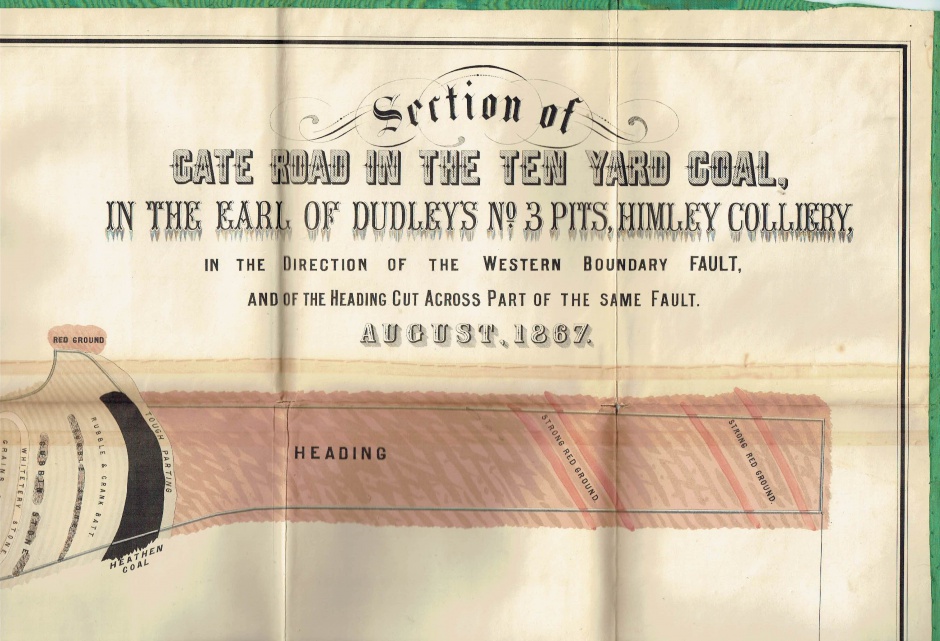 Section of
GATE ROAD IN THE TEN YARD COAL,
IN THE EARL OF DUDLEY'S No 3 PITS, HIMLEY COLLIERY,
IN THE DIRECTION OF THE WESTERN BOUNDARY FAULT,
AND OF THE HEADING CUT ACROSS PART OF THE SAME FAULT.
AUGUST, 1867.
RED GROUND
GRAINS
WHITETERY STONE
RUBBLE & CRANK BATT
TOUGH PARTING
HEATHEN
COAL
HEADING
STRONG RED GROUND
STRONG RED GROUND.